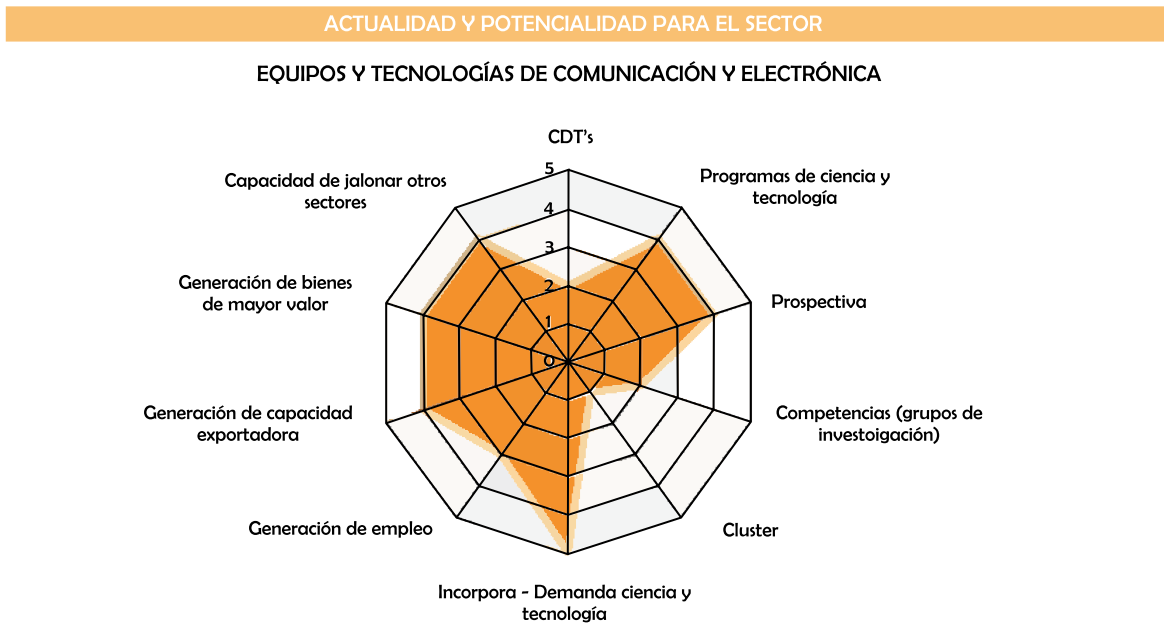 ACTUALIDAD Y POTENCIALIDAD PARA EL SECTOR
EQUIPOS Y TECNOLOGÍAS DE COMUNICACIÓN Y ELECTRÓNICA
CDT's
Programas de ciencia y
tecnología
Prospectiva
Competencias (grupos de
investoigación)
Cluster
Incorpora - Demanda ciencia y
tecnología
Generación de empleo
Generación de capacidad
exportadora
Generación de bienes
de mayor valor
Capacidad de jalonar otros
sectores
5
4
3
2
1
0